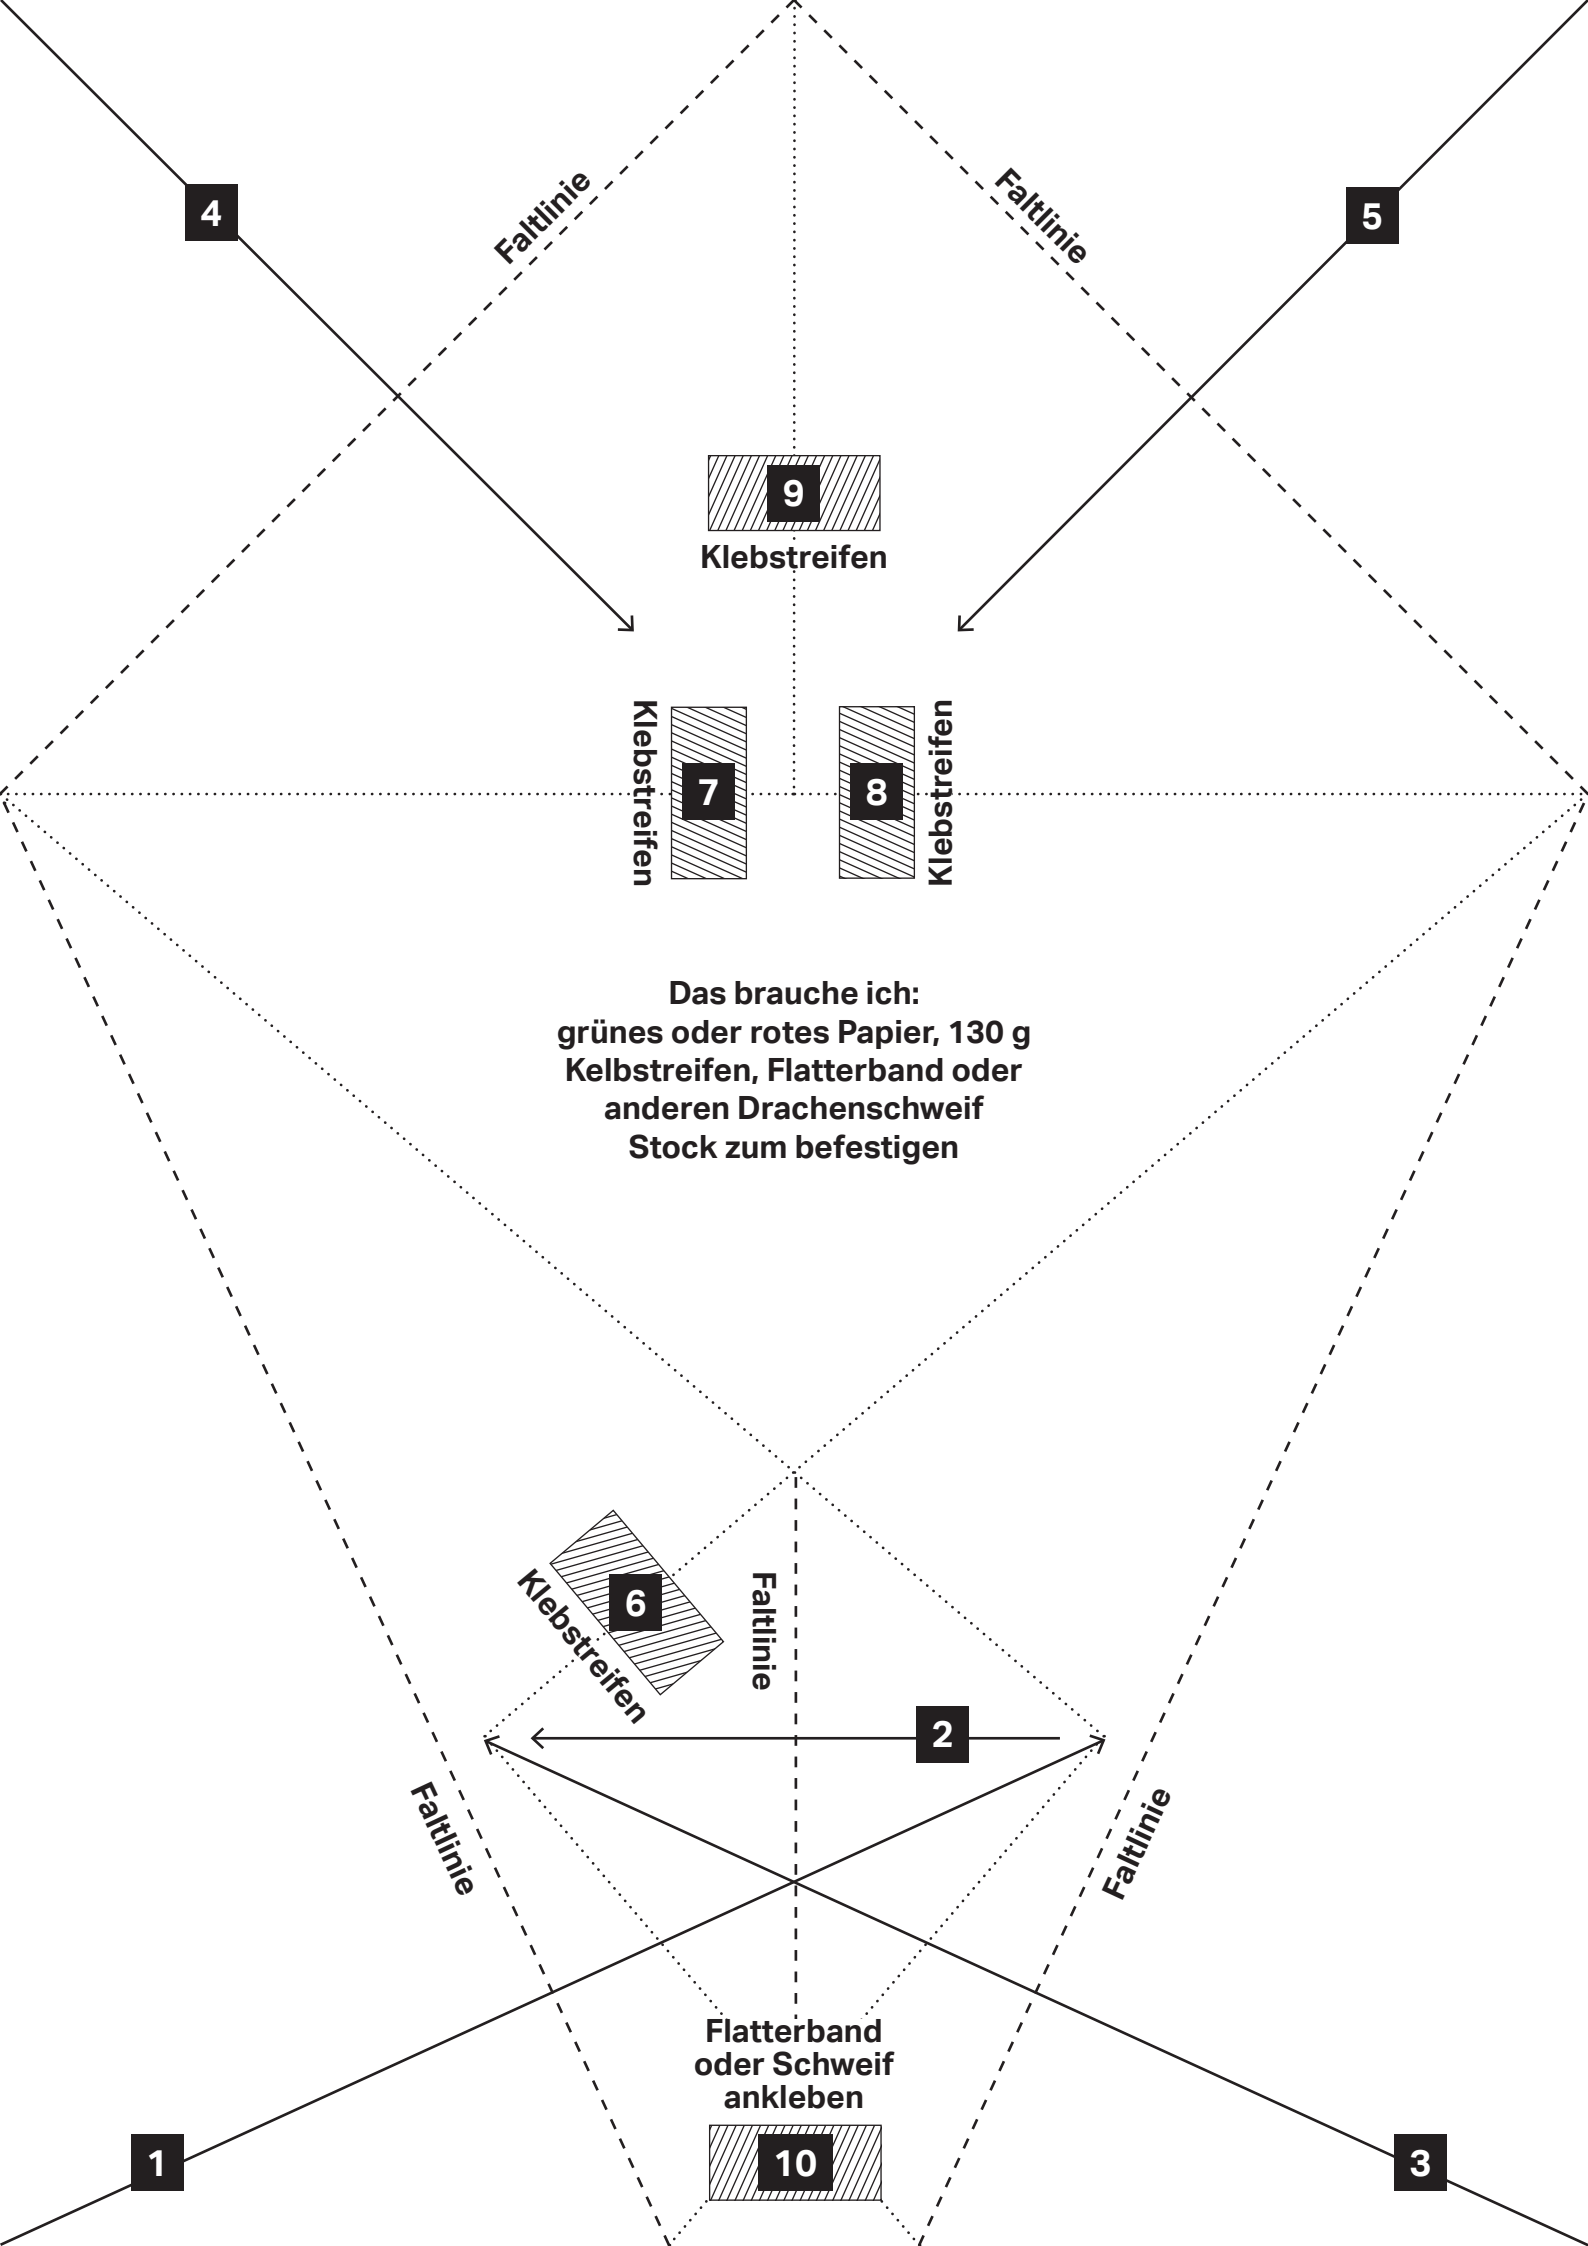 4
Faltlinie
Faltlinie
5
9
Klebstreifen
Klebstreifen
7
8
Klebstreifen
Das brauche ich:
grünes oder rotes Papier, 130 g
Kelbstreifen, Flatterband oder
anderen Drachenschweif
Stock zum befestigen
6
Klebstreifen
Faltlinie
2
Faltlinie
Faltlinie
Flatterband
oder Schweif
ankleben
1
10
3